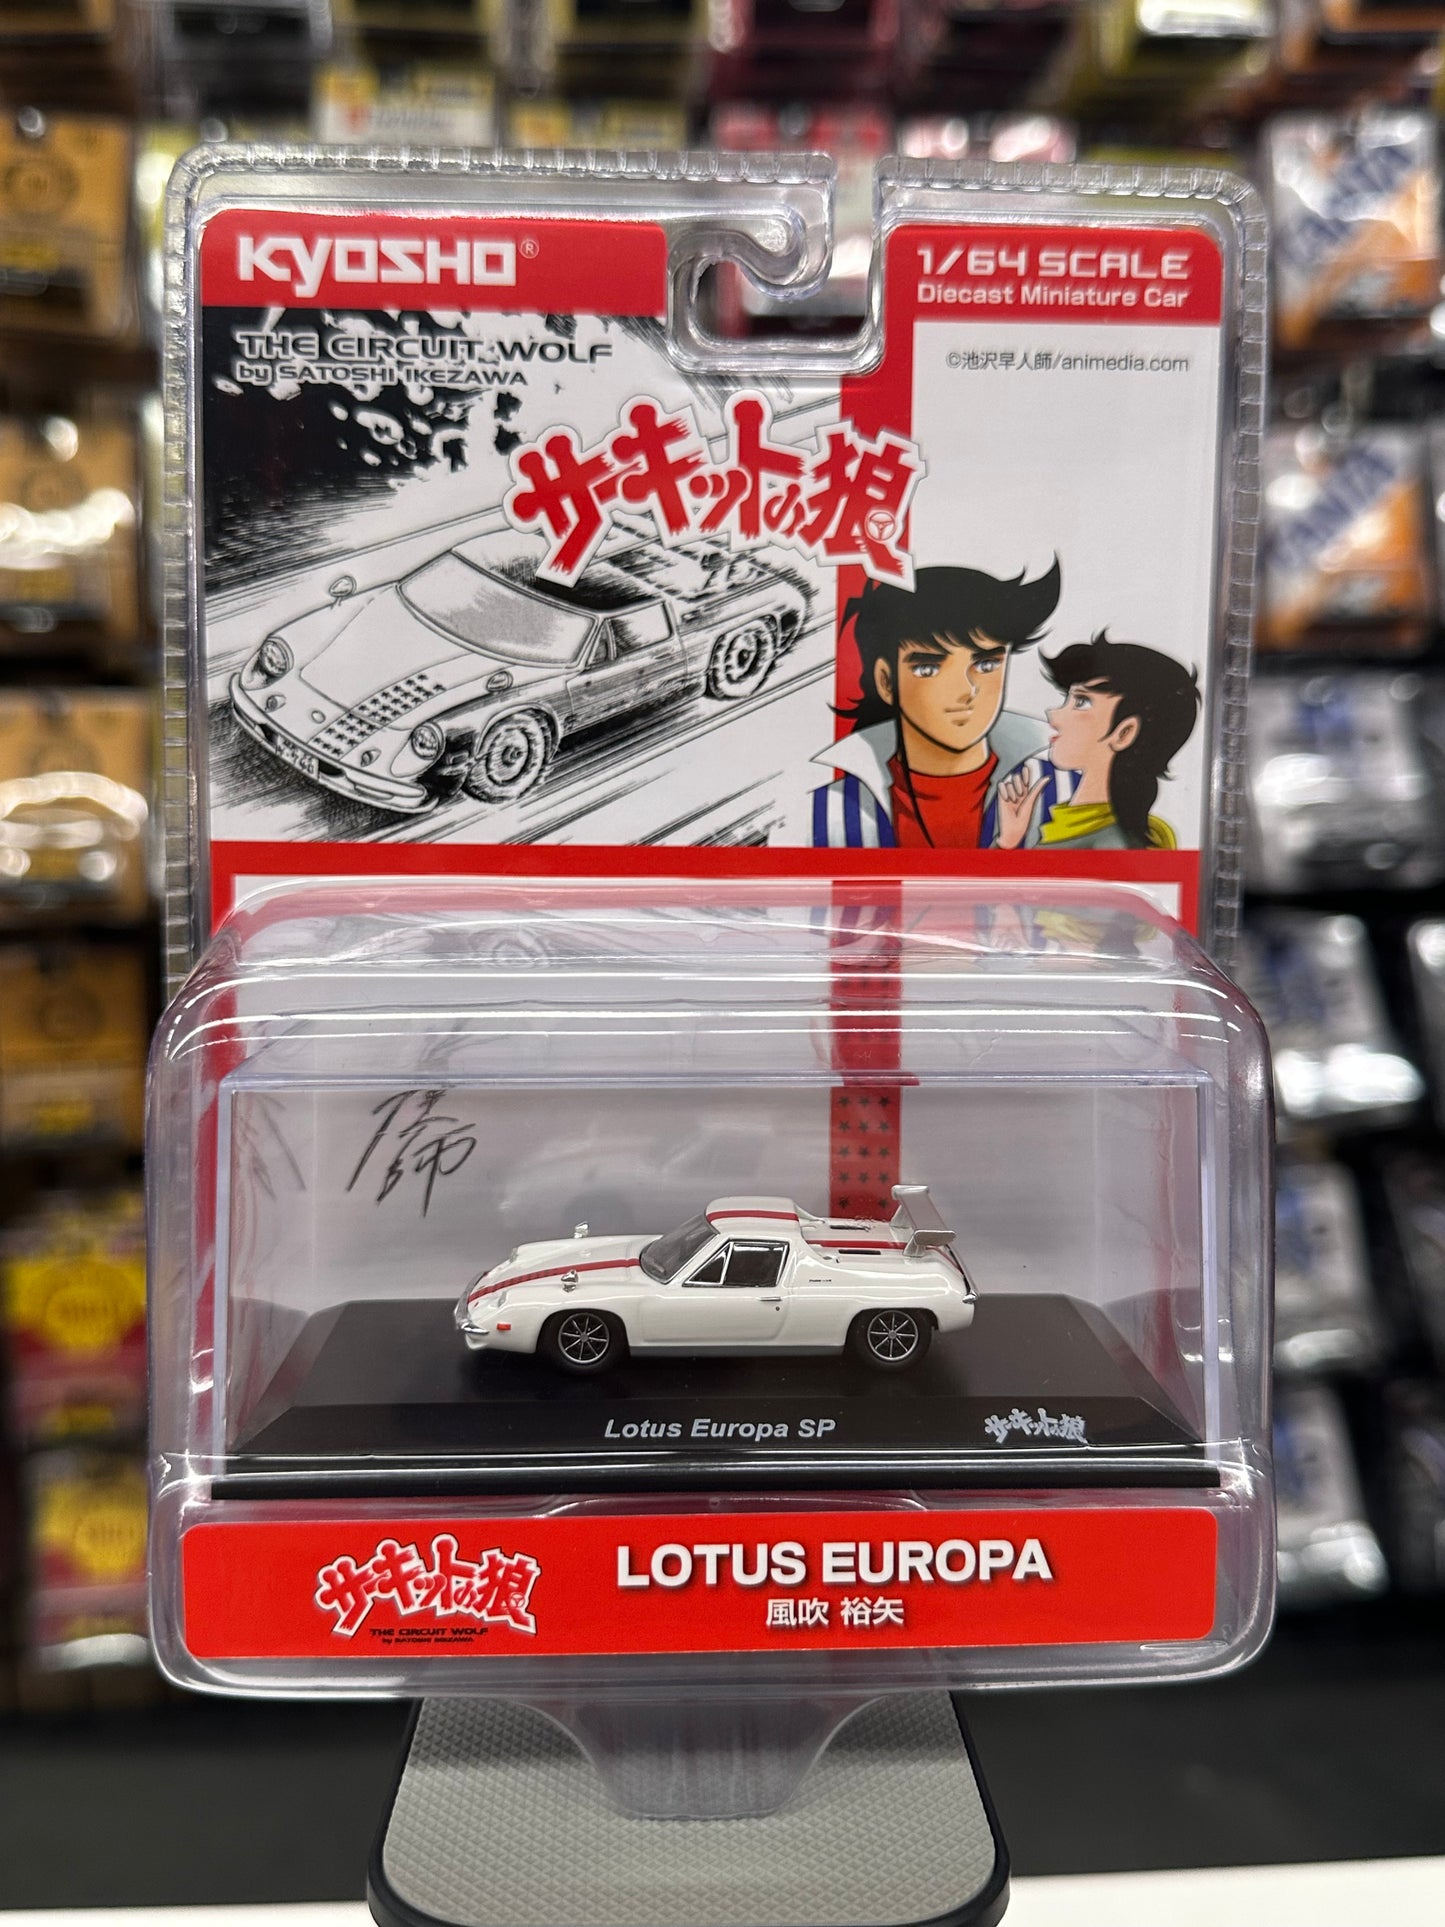 KYOSHO®
1/64 SCALE
Diecast Miniature Car
THE CIRCUIT WOLF
by SATOSHI IKEZAWA
©池沢早人師/animedia.com
サーキットの狼
Lotus Europa SP
サーキットの狼
サーキットの狼
THE CIRCUIT WOLF
by SATOSHI IKEZAWA
LOTUS EUROPA
風吹 裕矢
FANTA
FANTA